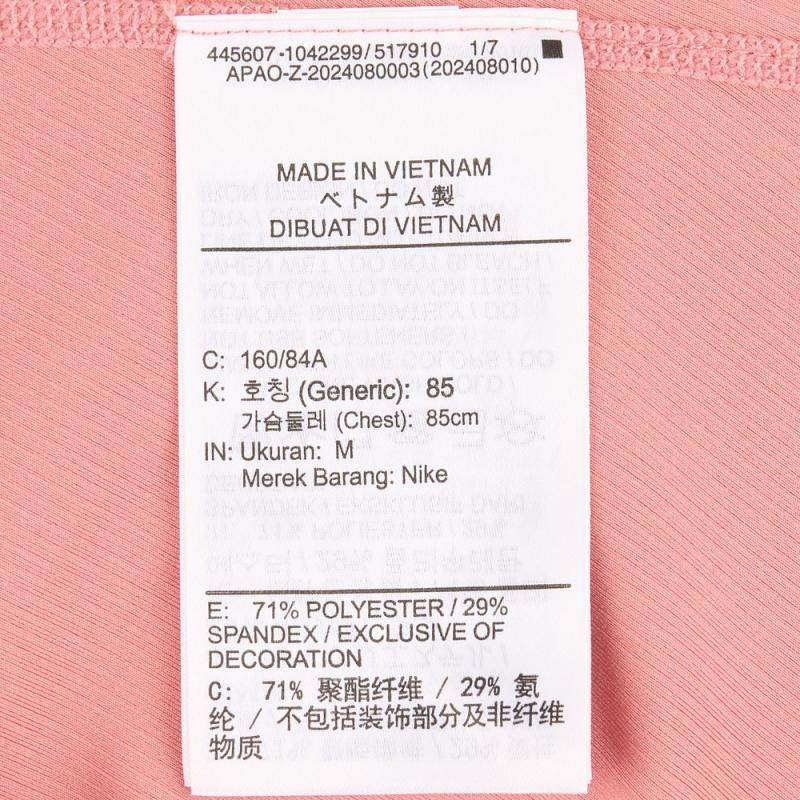 445607-1042299/517910 1/7
APAO-Z-2024080003(202408010)
MADE IN VIETNAM
ベトナム製
DIBUAT DI VIETNAM
C: 160/84A
K: 호칭 (Generic): 85
가슴둘레 (Chest): 85cm
IN: Ukuran: M
Merek Barang: Nike
E: 71% POLYESTER / 29%
SPANDEX / EXCLUSIVE OF
DECORATION
C: 71% 聚酯纤维 / 29% 氨
纶 / 不包括装饰部分及非纤维
物质